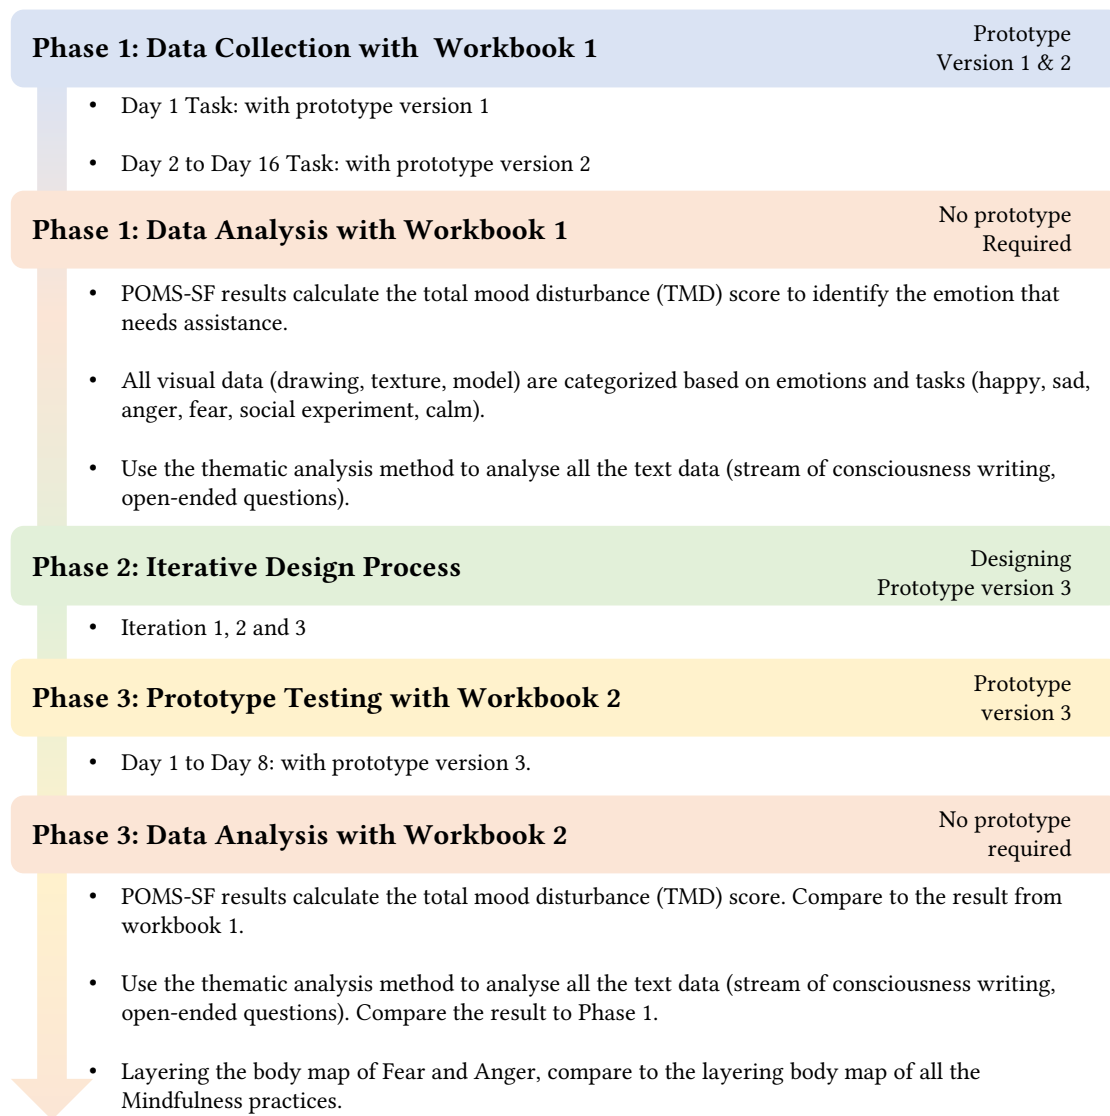 Phase 1: Data Collection with Workbook 1
Prototype
Version 1 & 2
• Day 1 Task: with prototype version 1
• Day 2 to Day 16 Task: with prototype version 2
Phase 1: Data Analysis with Workbook 1
No prototype
Required
• POMS-SF results calculate the total mood disturbance (TMD) score to identify the emotion that
needs assistance.
• All visual data (drawing, texture, model) are categorized based on emotions and tasks (happy, sad,
anger, fear, social experiment, calm).
• Use the thematic analysis method to analyse all the text data (stream of consciousness writing,
open-ended questions).
Phase 2: Iterative Design Process
Designing
Prototype version 3
• Iteration 1, 2 and 3
Phase 3: Prototype Testing with Workbook 2
Prototype
version 3
• Day 1 to Day 8: with prototype version 3.
Phase 3: Data Analysis with Workbook 2
No prototype
required
• POMS-SF results calculate the total mood disturbance (TMD) score. Compare to the result from
workbook 1.
• Use the thematic analysis method to analyse all the text data (stream of consciousness writing,
open-ended questions). Compare the result to Phase 1.
• Layering the body map of Fear and Anger, compare to the layering body map of all the
Mindfulness practices.